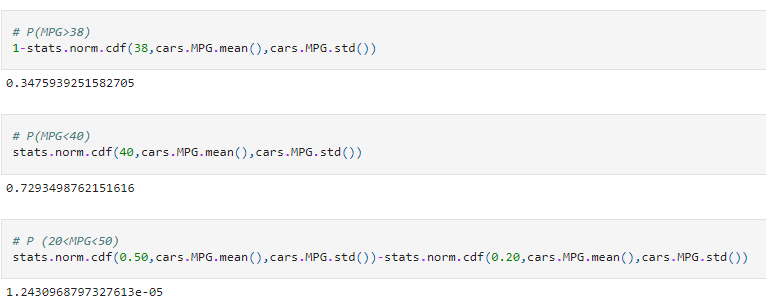 # P(MPG>38)
1-stats.norm.cdf(38,cars.MPG.mean(),cars.MPG.std())
0.3475939251582705
# P(MPG<40)
stats.norm.cdf(40,cars.MPG.mean(),cars.MPG.std())
0.7293498762151616
# P (20<MPG<50)
stats.norm.cdf(0.50,cars.MPG.mean(),cars.MPG.std())-stats.norm.cdf(0.20,cars.MPG.mean(),cars.MPG.std())
1.2430968797327613e-05